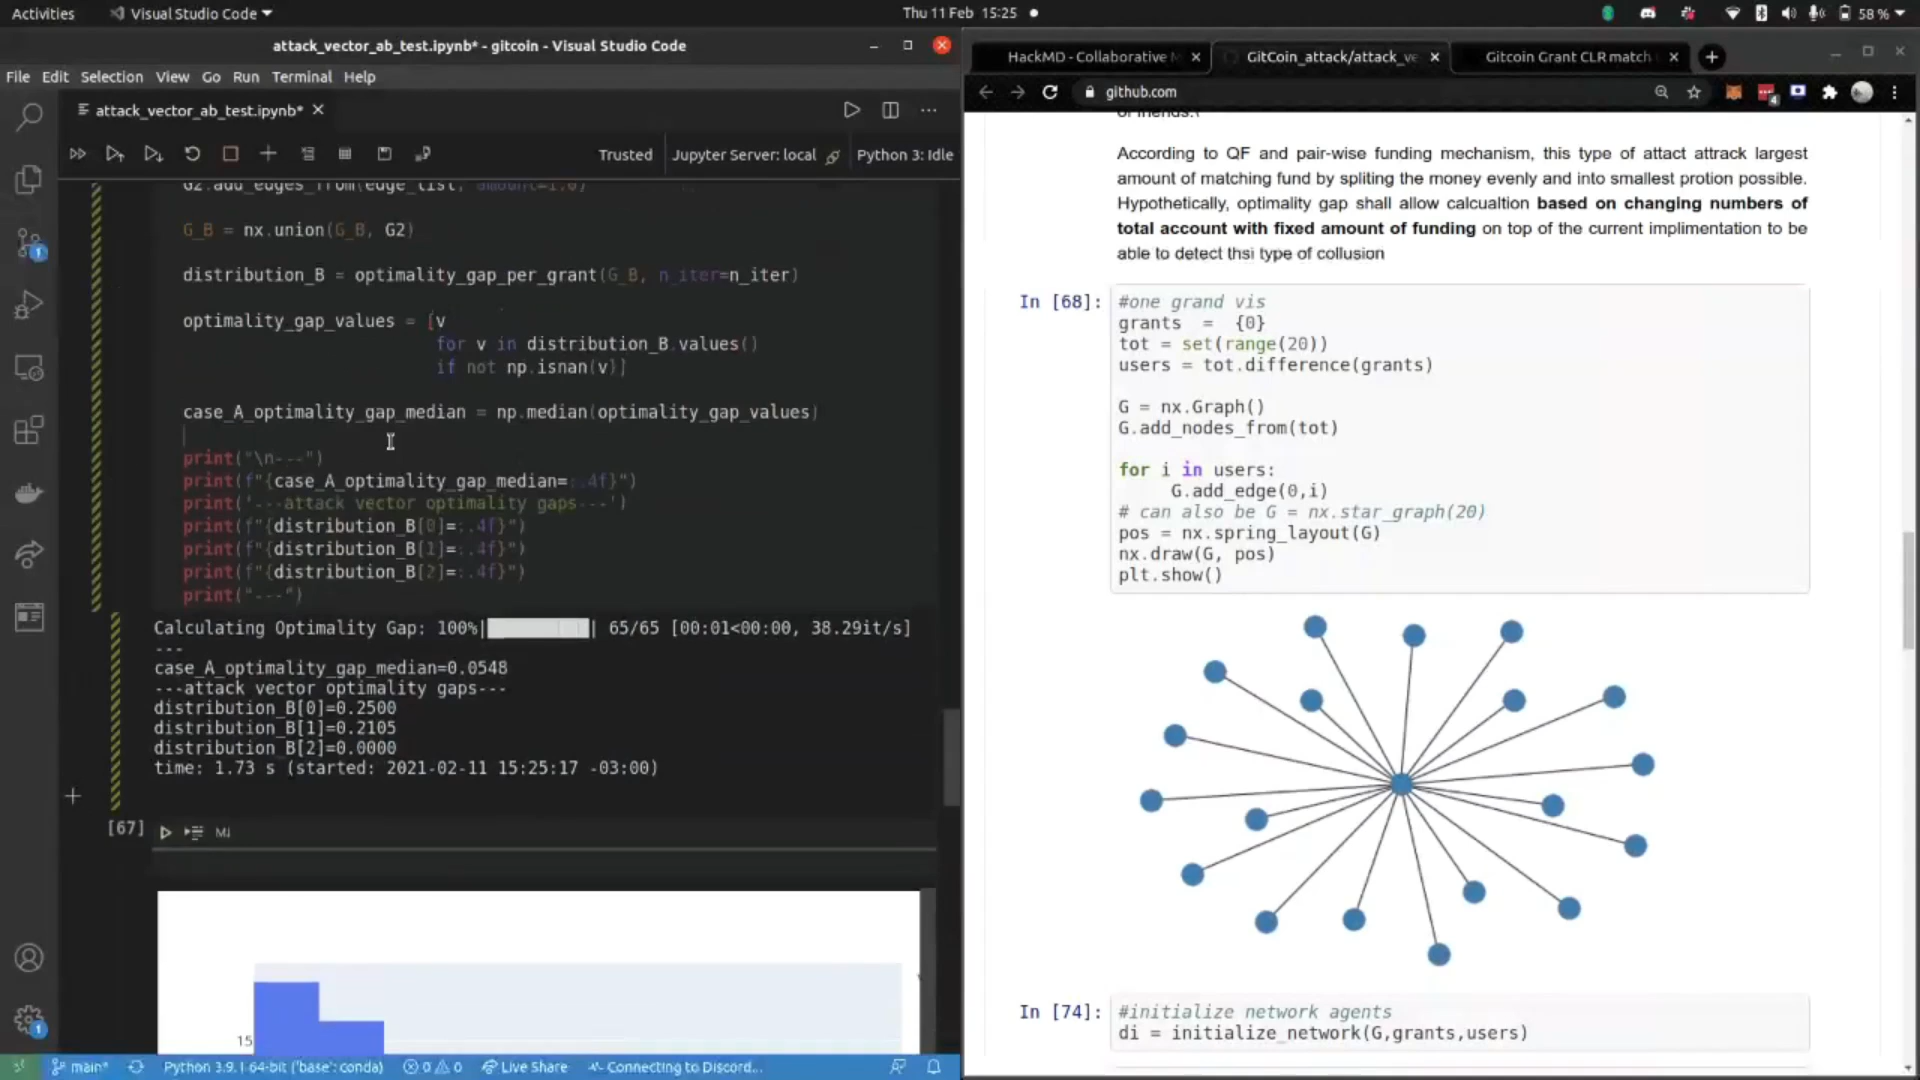 Activities
Visual Studio Code
Thu 11 Feb 15:25
58 %
attack_vector_ab_test.ipynb* - gitcoin - Visual Studio Code
File Edit Selection View Go Run Terminal Help
attack_vector_ab_test.ipynb*
Trusted
Jupyter Server: local
Python 3: Idle
G2.add_edges_from(edge_list, amount=1.0)
G_B = nx.union(G_B, G2)
distribution_B = optimality_gap_per_grant(G_B, n_iter=n_iter)
optimality_gap_values = [v
for v in distribution_B.values()
if not np.isnan(v)]
case_A_optimality_gap_median = np.median(optimality_gap_values)
print("\n---")
print(f"{case_A_optimality_gap_median=:.4f}")
print('---attack vector optimality gaps---')
print(f"{distribution_B[0]=:.4f}")
print(f"{distribution_B[1]=:.4f}")
print(f"{distribution_B[2]=:.4f}")
print("---")
Calculating Optimality Gap: 100%| | 65/65 [00:01<00:00, 38.29it/s]
---
case_A_optimality_gap_median=0.0548
---attack vector optimality gaps---
distribution_B[0]=0.2500
distribution_B[1]=0.2105
distribution_B[2]=0.0000
time: 1.73 s (started: 2021-02-11 15:25:17 -03:00)
[67]
M↓
15
1
1
main*
Python 3.9.1 64-bit ('base': conda)
0 0
Live Share
Connecting to Discord...
HackMD - Collaborative M
GitCoin_attack/attack_ve
Gitcoin Grant CLR match
github.com
4
of friends.\
According to QF and pair-wise funding mechanism, this type of attact attrack largest
amount of matching fund by spliting the money evenly and into smallest protion possible.
Hypothetically, optimality gap shall allow calcualtion based on changing numbers of
total account with fixed amount of funding on top of the current implimentation to be
able to detect thsi type of collusion
In [68]:
#one grand vis
grants = {0}
tot = set(range(20))
users = tot.difference(grants)
G = nx.Graph()
G.add_nodes_from(tot)
for i in users:
G.add_edge(0,i)
# can also be G = nx.star_graph(20)
pos = nx.spring_layout(G)
nx.draw(G, pos)
plt.show()
In [74]:
#initialize network agents
di = initialize_network(G,grants,users)